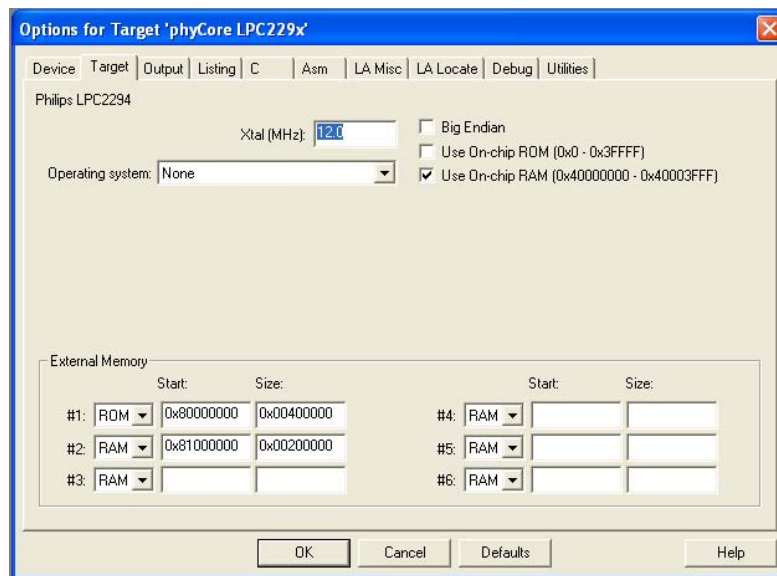 Options for Target 'phyCore LPC229x'
Device Target Output Listing C Asm LA Misc LA Locate Debug Utilities
Philips LPC2294
Xtal (MHz): 12.0
Big Endian
Use On-chip ROM (0x0 - 0x3FFFF)
Operating system: None
Use On-chip RAM (0x40000000 - 0x40003FFF)
External Memory
Start: Size: Start: Size:
#1: ROM 0x80000000 0x00400000 #4: RAM
#2: RAM 0x81000000 0x00200000 #5: RAM
#3: RAM #6: RAM
OK Cancel Defaults Help